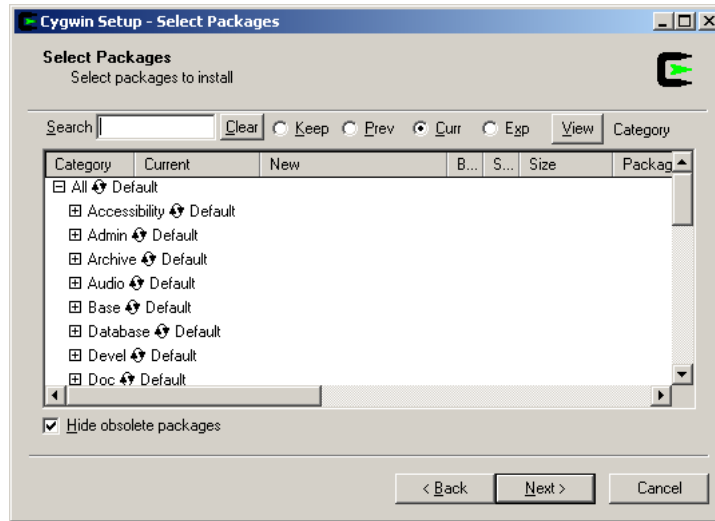 Cygwin Setup - Select Packages
Select Packages
Select packages to install
Search Clear Keep Prev Curr Exp View Category
Category Current New B... S... Size Packag
All Default
Accessibility Default
Admin Default
Archive Default
Audio Default
Base Default
Database Default
Devel Default
Doc Default
Hide obsolete packages
< Back Next > Cancel